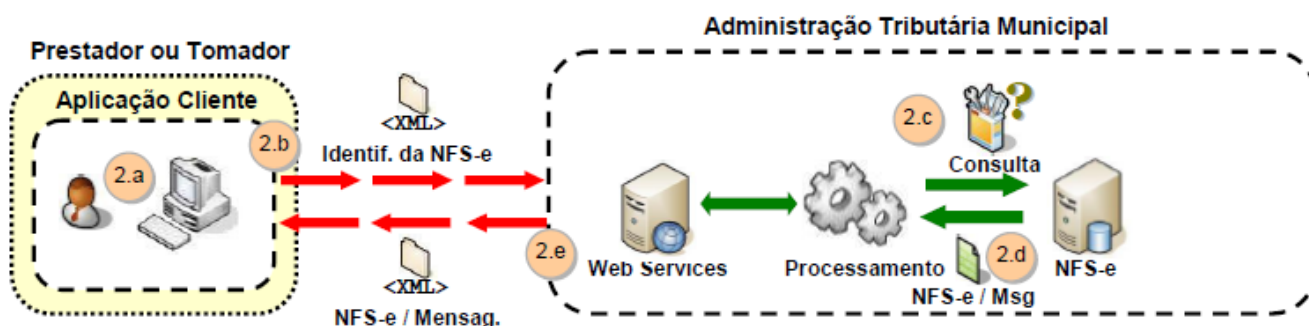 Administração Tributária Municipal
Prestador ou Tomador
Aplicação Cliente
2.a
2.b
<XML>
Identif. da NFS-e
<XML>
NFS-e / Mensag.
2.e
Web Services
Processamento
2.c
?
Consulta
2.d
NFS-e / Msg
NFS-e